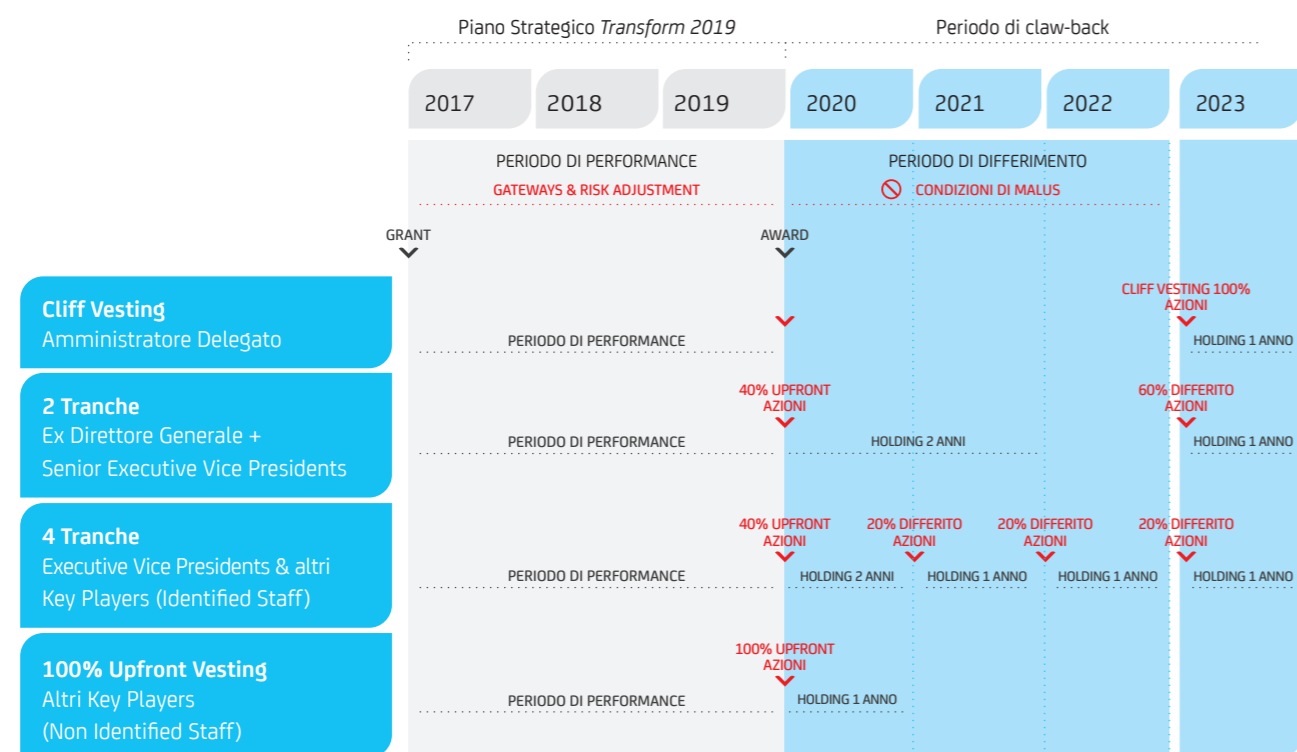 Piano Strategico Transform 2019
Periodo di claw-back
2017
2018
2019
2020
2021
2022
2023
PERIODO DI PERFORMANCE
PERIODO DI DIFFERIMENTO
GATEWAYS & RISK ADJUSTMENT
CONDIZIONI DI MALUS
GRANT
AWARD
Cliff Vesting
Amministratore Delegato
PERIODO DI PERFORMANCE
CLIFF VESTING 100%
AZIONI
HOLDING 1 ANNO
2 Tranche
Ex Direttore Generale +
Senior Executive Vice Presidents
PERIODO DI PERFORMANCE
40% UPFRONT
AZIONI
HOLDING 2 ANNI
60% DIFFERITO
AZIONI
HOLDING 1 ANNO
4 Tranche
Executive Vice Presidents & altri
Key Players (Identified Staff)
PERIODO DI PERFORMANCE
40% UPFRONT
AZIONI
HOLDING 2 ANNI
20% DIFFERITO
AZIONI
HOLDING 1 ANNO
20% DIFFERITO
AZIONI
HOLDING 1 ANNO
20% DIFFERITO
AZIONI
HOLDING 1 ANNO
100% Upfront Vesting
Altri Key Players
(Non Identified Staff)
PERIODO DI PERFORMANCE
100% UPFRONT
AZIONI
HOLDING 1 ANNO